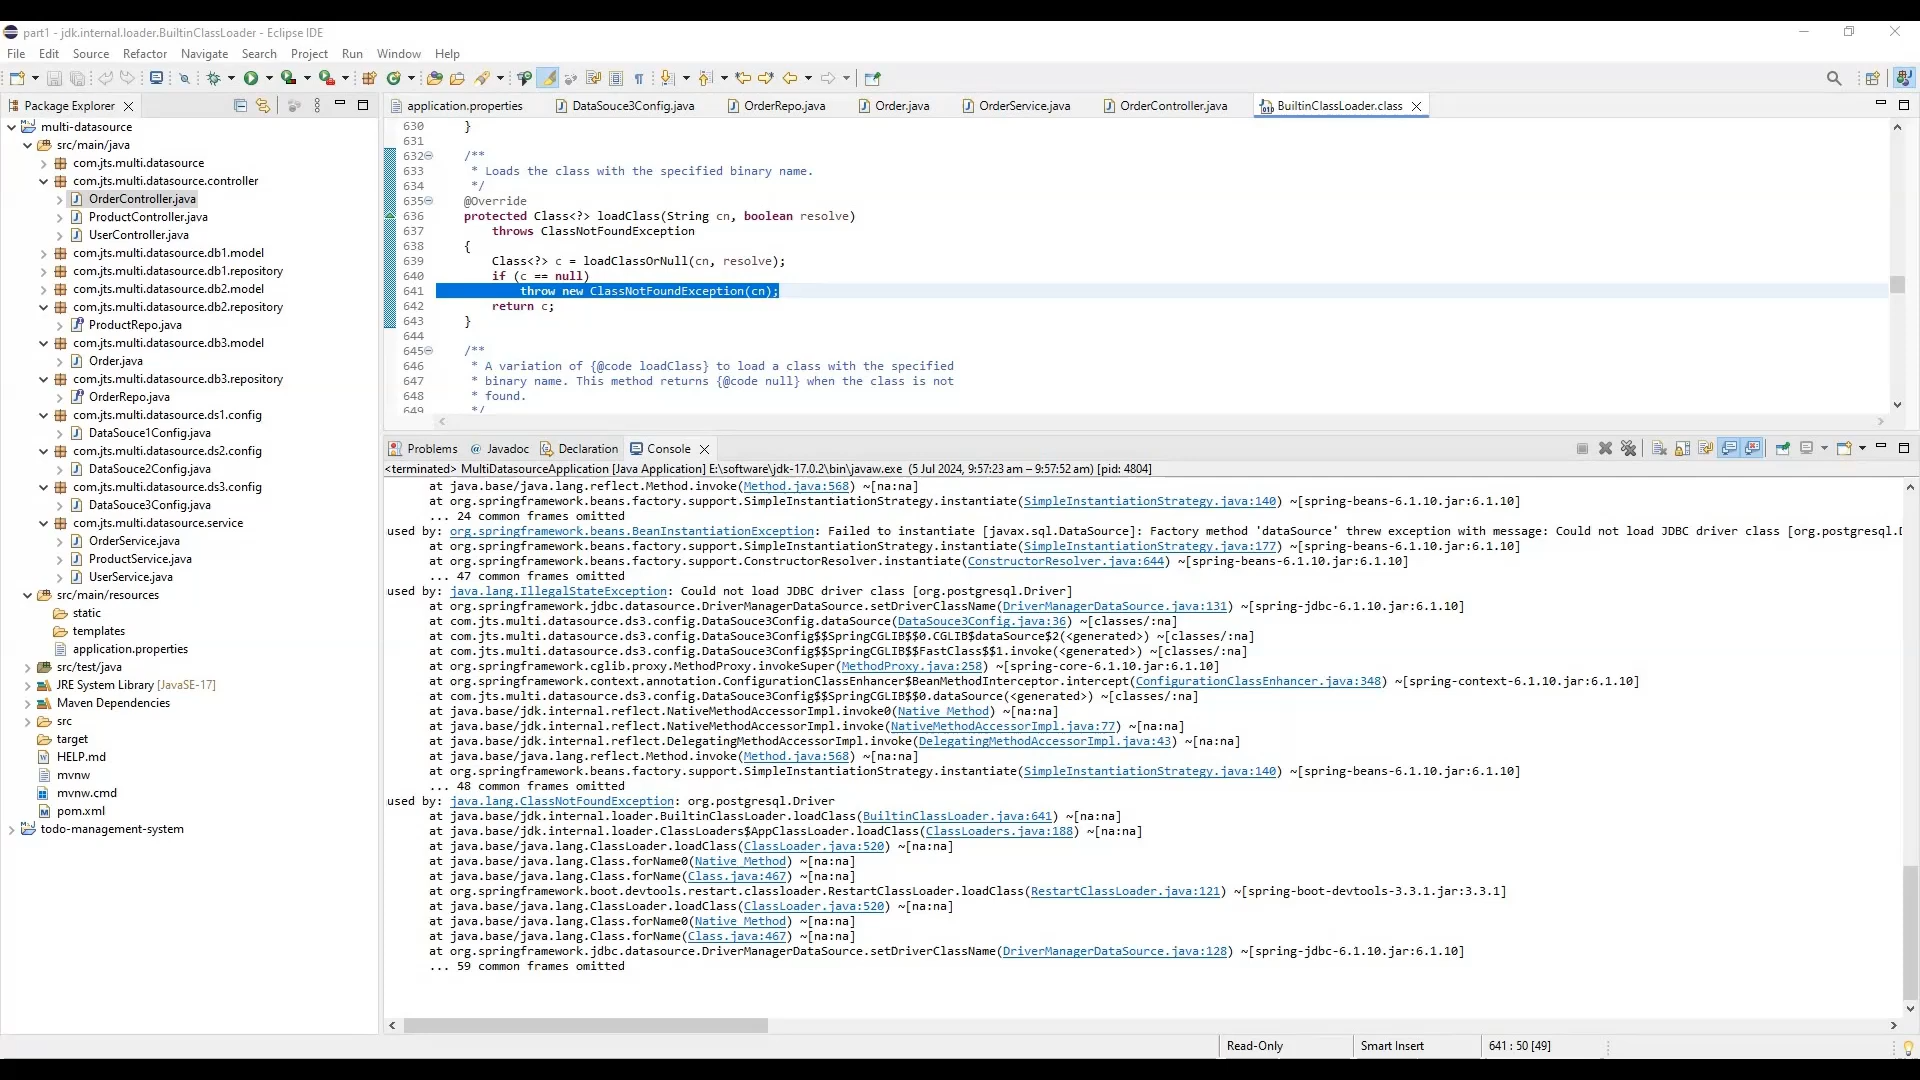 part1 - jdk.internal.loader.BuiltinClassLoader - Eclipse IDE
File Edit Source Refactor Navigate Search Project Run Window Help
Package Explorer
multi-datasource
src/main/java
com.jts.multi.datasource
com.jts.multi.datasource.controller
OrderController.java
ProductController.java
UserController.java
com.jts.multi.datasource.db1.model
com.jts.multi.datasource.db1.repository
com.jts.multi.datasource.db2.model
com.jts.multi.datasource.db2.repository
ProductRepo.java
com.jts.multi.datasource.db3.model
Order.java
com.jts.multi.datasource.db3.repository
OrderRepo.java
com.jts.multi.datasource.ds1.config
DataSouce1Config.java
com.jts.multi.datasource.ds2.config
DataSouce2Config.java
com.jts.multi.datasource.ds3.config
DataSouce3Config.java
com.jts.multi.datasource.service
OrderService.java
ProductService.java
UserService.java
src/main/resources
static
templates
application.properties
src/test/java
JRE System Library [JavaSE-17]
Maven Dependencies
src
target
HELP.md
mvnw
mvnw.cmd
pom.xml
todo-management-system
application.properties DataSouce3Config.java OrderRepo.java Order.java OrderService.java OrderController.java BuiltinClassLoader.class
630 }
631
632 /**
633 * Loads the class with the specified binary name.
634 */
635 @Override
636 protected Class<?> loadClass(String cn, boolean resolve)
637 throws ClassNotFoundException
638 {
639 Class<?> c = loadClassOrNull(cn, resolve);
640 if (c == null)
641 throw new ClassNotFoundException(cn);
642 return c;
643 }
644
645 /**
646 * A variation of {@code loadClass} to load a class with the specified
647 * binary name. This method returns {@code null} when the class is not
648 * found.
649 */
Problems Javadoc Declaration Console
<terminated> MultiDatasourceApplication [Java Application] E:\software\jdk-17.0.2\bin\javaw.exe (5 Jul 2024, 9:57:23 am – 9:57:52 am) [pid: 4804]
at java.base/java.lang.reflect.Method.invoke(Method.java:568) ~[na:na]
at org.springframework.beans.factory.support.SimpleInstantiationStrategy.instantiate(SimpleInstantiationStrategy.java:140) ~[spring-beans-6.1.10.jar:6.1.10]
... 24 common frames omitted
used by: org.springframework.beans.BeanInstantiationException: Failed to instantiate [javax.sql.DataSource]: Factory method 'dataSource' threw exception with message: Could not load JDBC driver class [org.postgresql.
at org.springframework.beans.factory.support.SimpleInstantiationStrategy.instantiate(SimpleInstantiationStrategy.java:177) ~[spring-beans-6.1.10.jar:6.1.10]
at org.springframework.beans.factory.support.ConstructorResolver.instantiate(ConstructorResolver.java:644) ~[spring-beans-6.1.10.jar:6.1.10]
... 47 common frames omitted
used by: java.lang.IllegalStateException: Could not load JDBC driver class [org.postgresql.Driver]
at org.springframework.jdbc.datasource.DriverManagerDataSource.setDriverClassName(DriverManagerDataSource.java:131) ~[spring-jdbc-6.1.10.jar:6.1.10]
at com.jts.multi.datasource.ds3.config.DataSouce3Config.dataSource(DataSouce3Config.java:36) ~[classes/:na]
at com.jts.multi.datasource.ds3.config.DataSouce3Config$$SpringCGLIB$$0.CGLIB$dataSource$2(<generated>) ~[classes/:na]
at com.jts.multi.datasource.ds3.config.DataSouce3Config$$SpringCGLIB$$FastClass$$1.invoke(<generated>) ~[classes/:na]
at org.springframework.cglib.proxy.MethodProxy.invokeSuper(MethodProxy.java:258) ~[spring-core-6.1.10.jar:6.1.10]
at org.springframework.context.annotation.ConfigurationClassEnhancer$BeanMethodInterceptor.intercept(ConfigurationClassEnhancer.java:348) ~[spring-context-6.1.10.jar:6.1.10]
at com.jts.multi.datasource.ds3.config.DataSouce3Config$$SpringCGLIB$$0.dataSource(<generated>) ~[classes/:na]
at java.base/jdk.internal.reflect.NativeMethodAccessorImpl.invoke0(Native Method) ~[na:na]
at java.base/jdk.internal.reflect.NativeMethodAccessorImpl.invoke(NativeMethodAccessorImpl.java:77) ~[na:na]
at java.base/jdk.internal.reflect.DelegatingMethodAccessorImpl.invoke(DelegatingMethodAccessorImpl.java:43) ~[na:na]
at java.base/java.lang.reflect.Method.invoke(Method.java:568) ~[na:na]
at org.springframework.beans.factory.support.SimpleInstantiationStrategy.instantiate(SimpleInstantiationStrategy.java:140) ~[spring-beans-6.1.10.jar:6.1.10]
... 48 common frames omitted
used by: java.lang.ClassNotFoundException: org.postgresql.Driver
at java.base/jdk.internal.loader.BuiltinClassLoader.loadClass(BuiltinClassLoader.java:641) ~[na:na]
at java.base/jdk.internal.loader.ClassLoaders$AppClassLoader.loadClass(ClassLoaders.java:188) ~[na:na]
at java.base/java.lang.ClassLoader.loadClass(ClassLoader.java:520) ~[na:na]
at java.base/java.lang.Class.forName0(Native Method) ~[na:na]
at java.base/java.lang.Class.forName(Class.java:467) ~[na:na]
at org.springframework.boot.devtools.restart.classloader.RestartClassLoader.loadClass(RestartClassLoader.java:121) ~[spring-boot-devtools-3.3.1.jar:3.3.1]
at java.base/java.lang.ClassLoader.loadClass(ClassLoader.java:520) ~[na:na]
at java.base/java.lang.Class.forName0(Native Method) ~[na:na]
at java.base/java.lang.Class.forName(Class.java:467) ~[na:na]
at org.springframework.jdbc.datasource.DriverManagerDataSource.setDriverClassName(DriverManagerDataSource.java:128) ~[spring-jdbc-6.1.10.jar:6.1.10]
... 59 common frames omitted
Read-Only Smart Insert 641 : 50 [49]